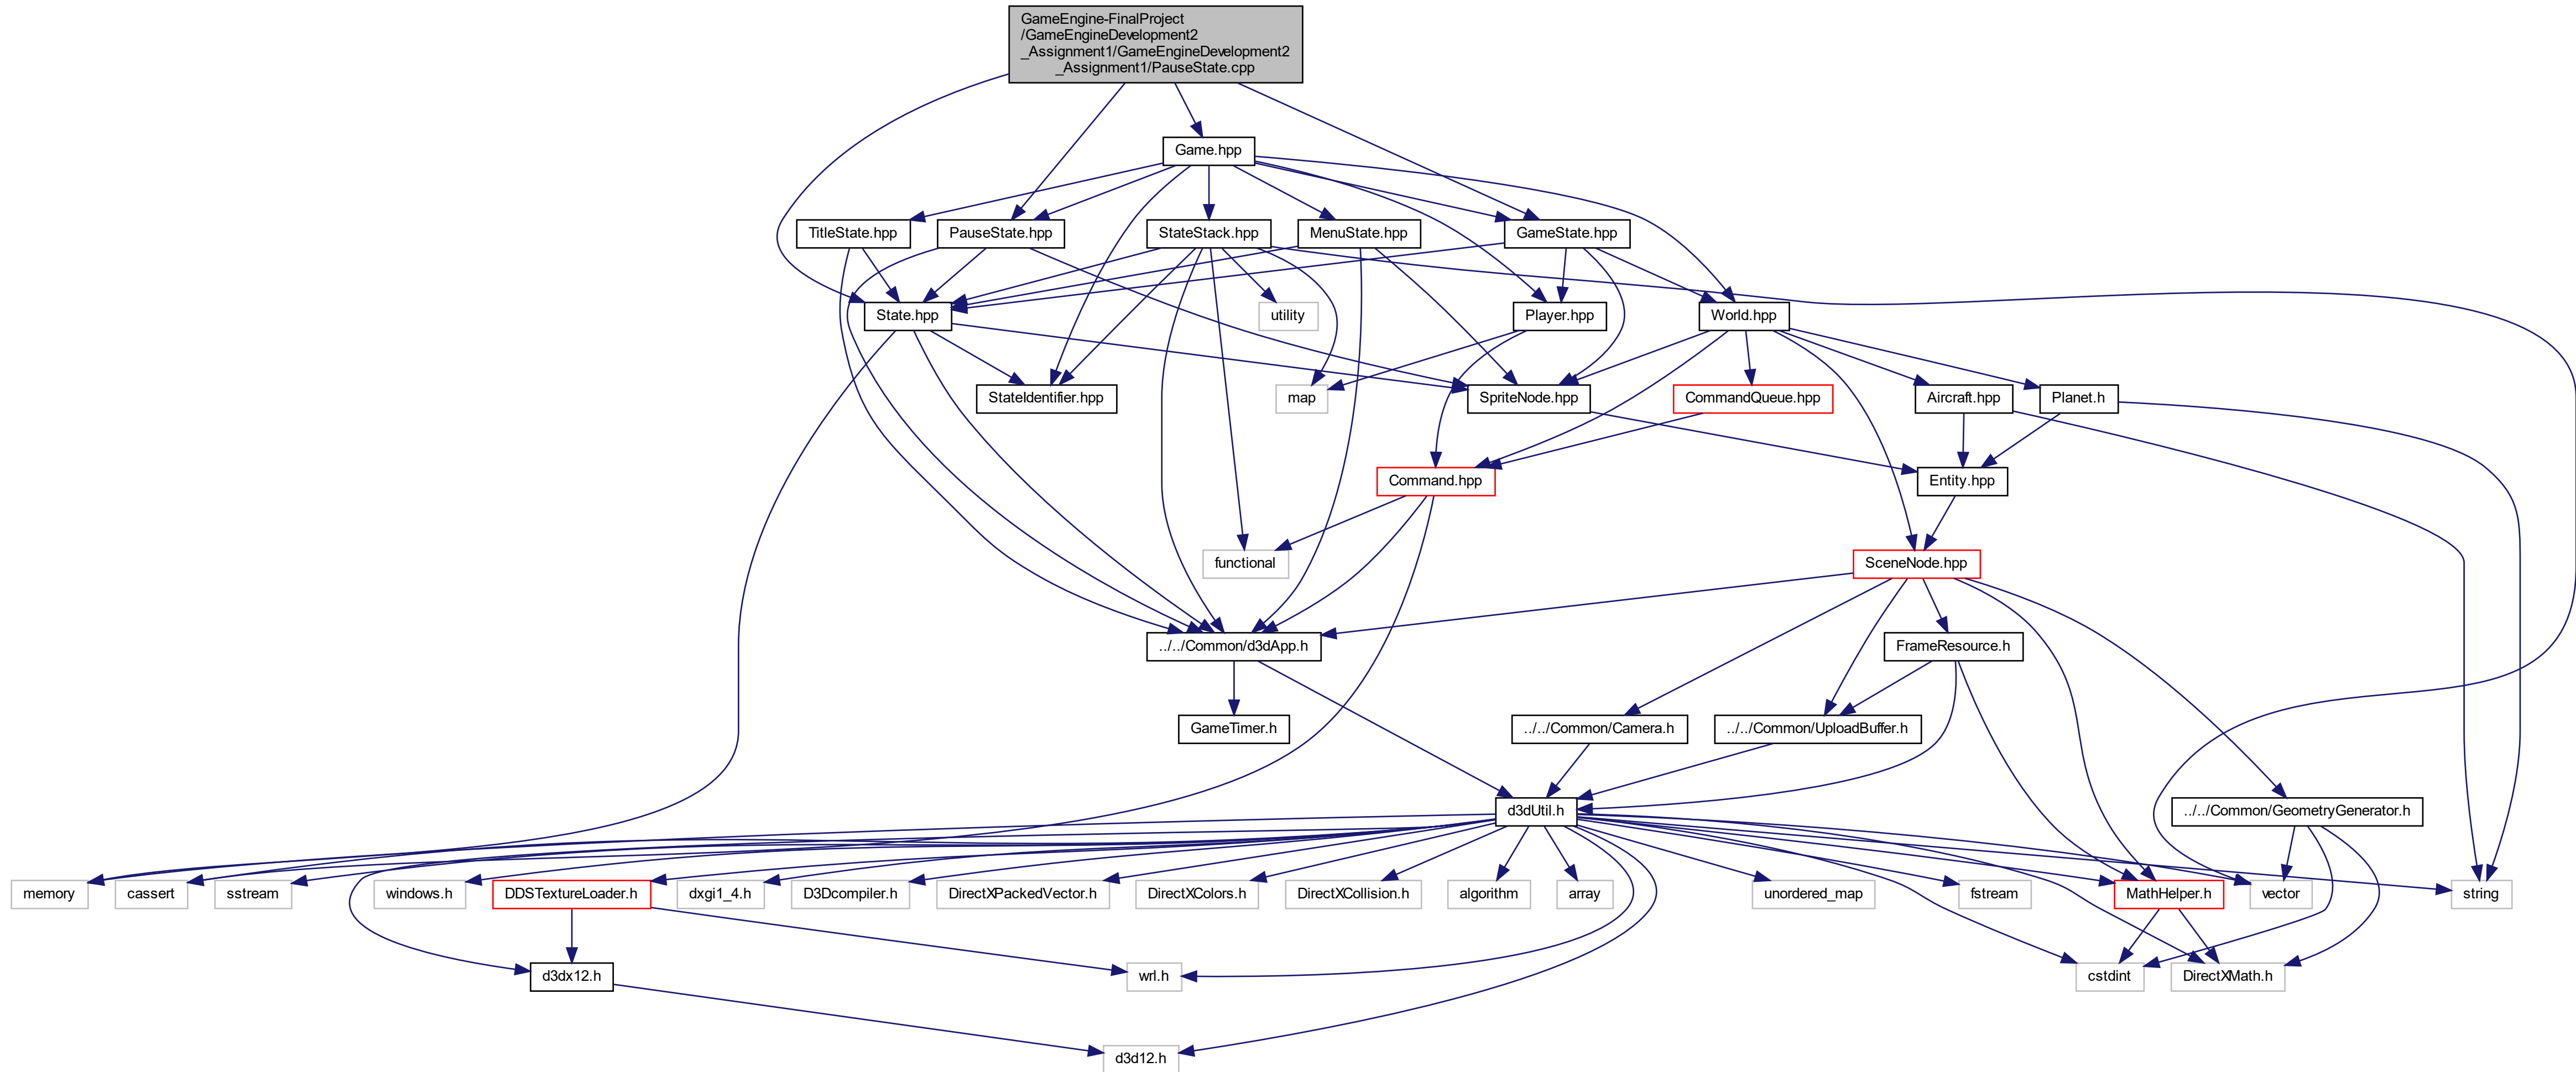 GameEngine-FinalProject
/GameEngineDevelopment2
_Assignment1/GameEngineDevelopment2
_Assignment1/PauseState.cpp
Game.hpp
TitleState.hpp
PauseState.hpp
StateStack.hpp
MenuState.hpp
GameState.hpp
State.hpp
utility
Player.hpp
World.hpp
StateIdentifier.hpp
map
SpriteNode.hpp
CommandQueue.hpp
Aircraft.hpp
Planet.h
Command.hpp
Entity.hpp
functional
SceneNode.hpp
../../Common/d3dApp.h
FrameResource.h
GameTimer.h
../../Common/Camera.h
../../Common/UploadBuffer.h
d3dUtil.h
../../Common/GeometryGenerator.h
memory
cassert
sstream
windows.h
DDSTextureLoader.h
dxgi1_4.h
D3Dcompiler.h
DirectXPackedVector.h
DirectXColors.h
DirectXCollision.h
algorithm
array
unordered_map
fstream
MathHelper.h
vector
string
d3dx12.h
wrl.h
cstdint
DirectXMath.h
d3d12.h